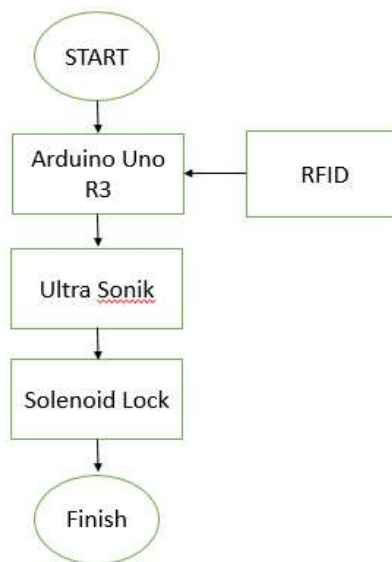 START
Arduino Uno
R3
RFID
Ultra Sonik
Solenoid Lock
Finish